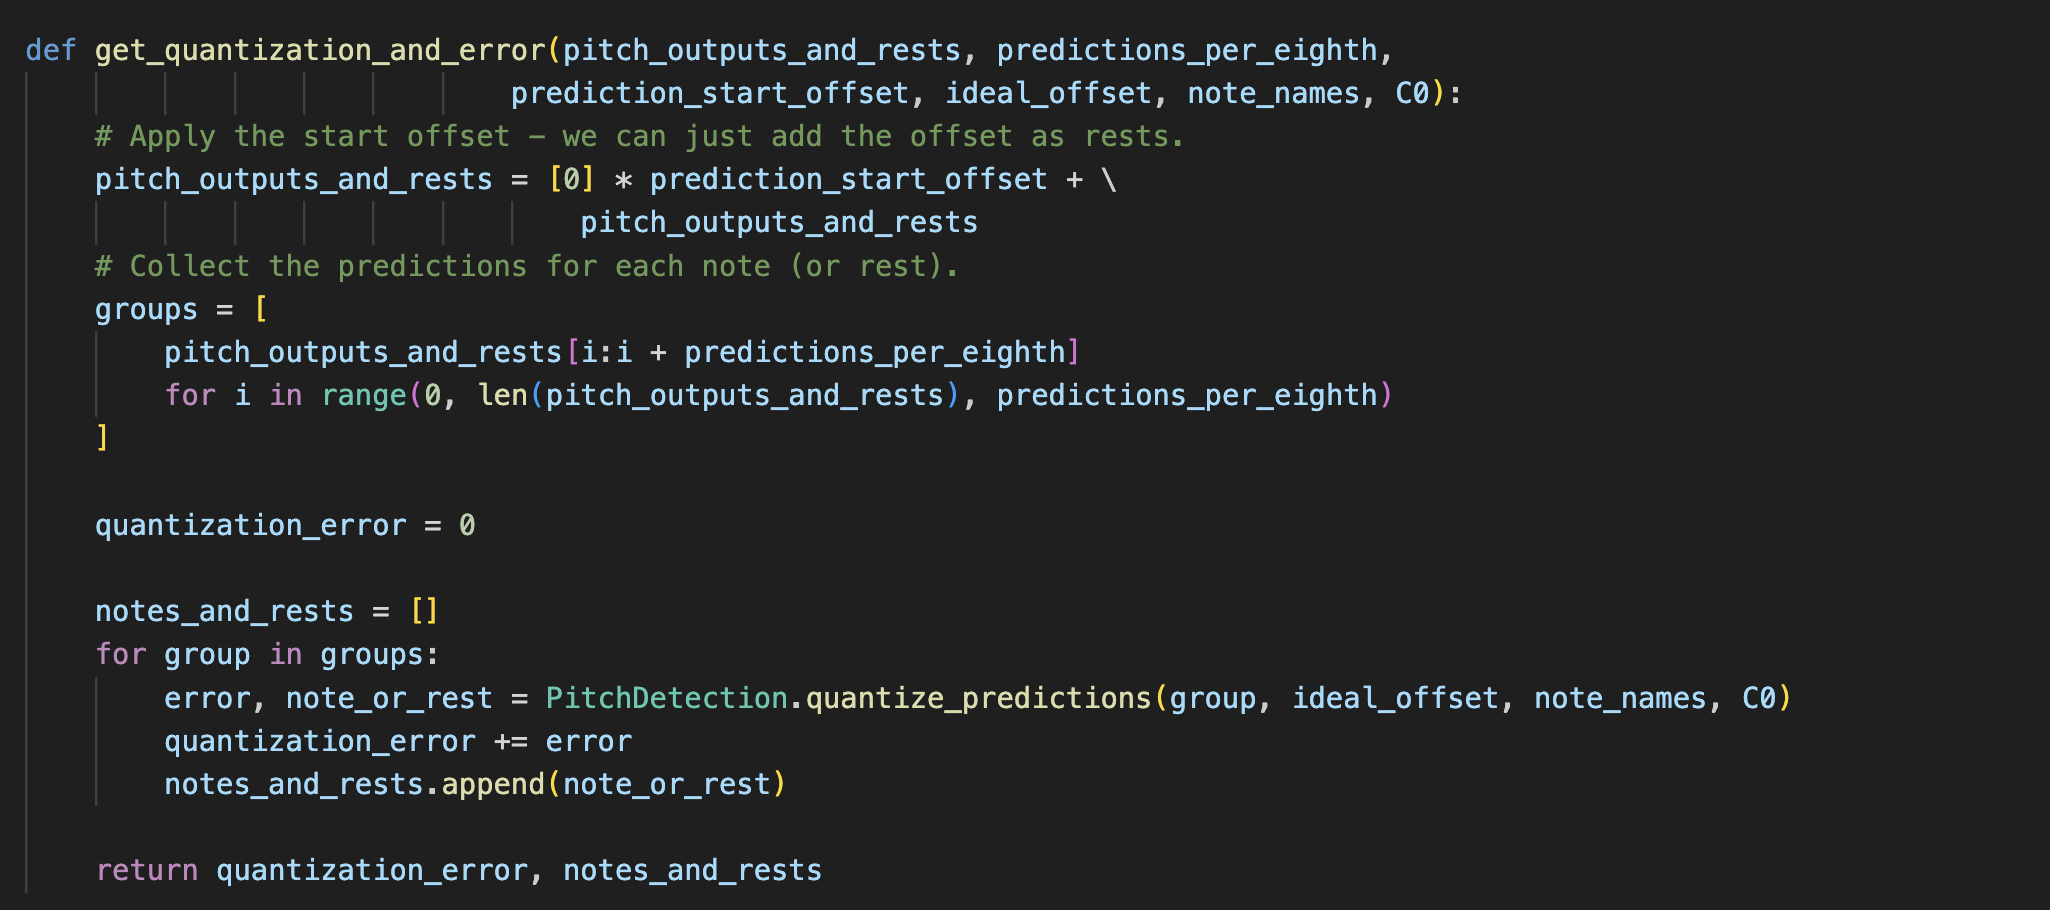 def get_quantization_and_error(pitch_outputs_and_rests, predictions_per_eighth,
                            prediction_start_offset, ideal_offset, note_names, C0):
    # Apply the start offset – we can just add the offset as rests.
    pitch_outputs_and_rests = [0] * prediction_start_offset + \
                                pitch_outputs_and_rests
    # Collect the predictions for each note (or rest).
    groups = [
        pitch_outputs_and_rests[i:i + predictions_per_eighth]
        for i in range(0, len(pitch_outputs_and_rests), predictions_per_eighth)
    ]
    quantization_error = 0
    notes_and_rests = []
    for group in groups:
        error, note_or_rest = PitchDetection.quantize_predictions(group, ideal_offset, note_names, C0)
        quantization_error += error
        notes_and_rests.append(note_or_rest)
    return quantization_error, notes_and_rests